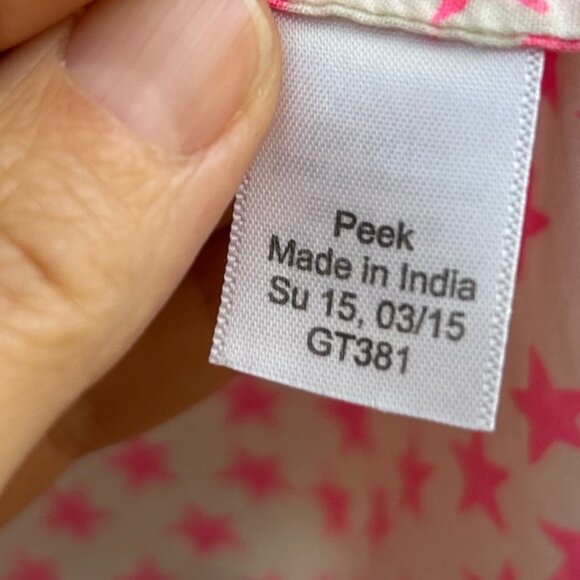 Peek
Made in India
Su 15, 03/15
GT381